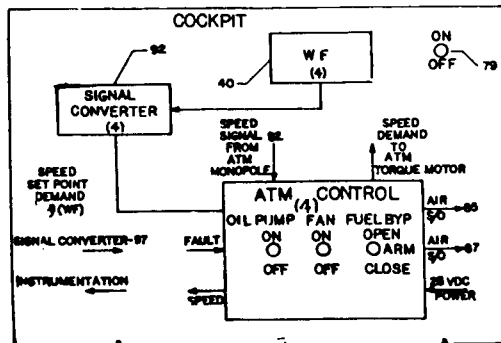 COCKPIT
92
ON
OFF
79
40
WF
(4)
SIGNAL
CONVERTER
(4)
SPEED
SIGNAL
FROM
ATM
MONOPOLE
92
SPEED
DEMAND
TO
ATM
TORQUE MOTOR
SPEED
SET POINT
DEMAND
(WF)
ATM CONTROL
(4)
OIL PUMP FAN FUEL BYP
ON ON OPEN
ARM
OFF OFF CLOSE
AIR
S/O
AIR
S/O
67
SIGNAL CONVERTER-97
FAULT
INSTRUMENTATION
SPEED
28 VDC
POWER